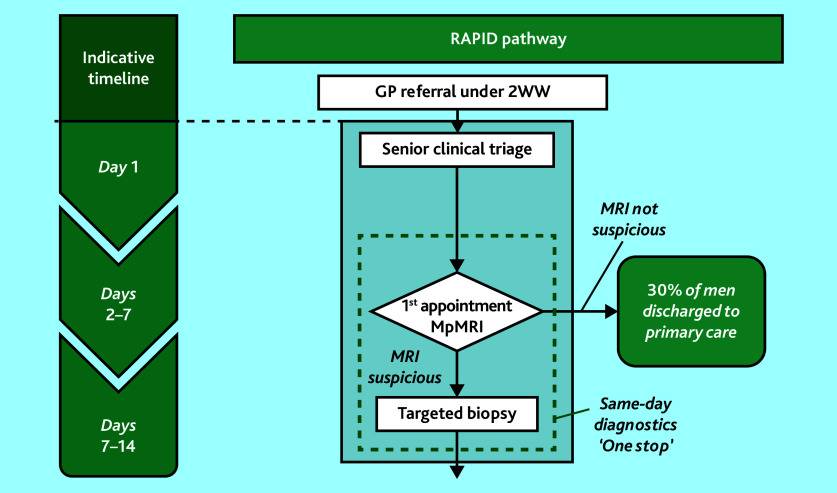 Indicative
timeline
RAPID pathway
GP referral under 2WW
Day 1
Senior clinical triage
MRI not
suspicious
Days
2–7
1st appointment
MpMRI
30% of men
discharged to
primary care
MRI
suspicious
Targeted biopsy
Same-day
diagnostics
'One stop'
Days
7–14